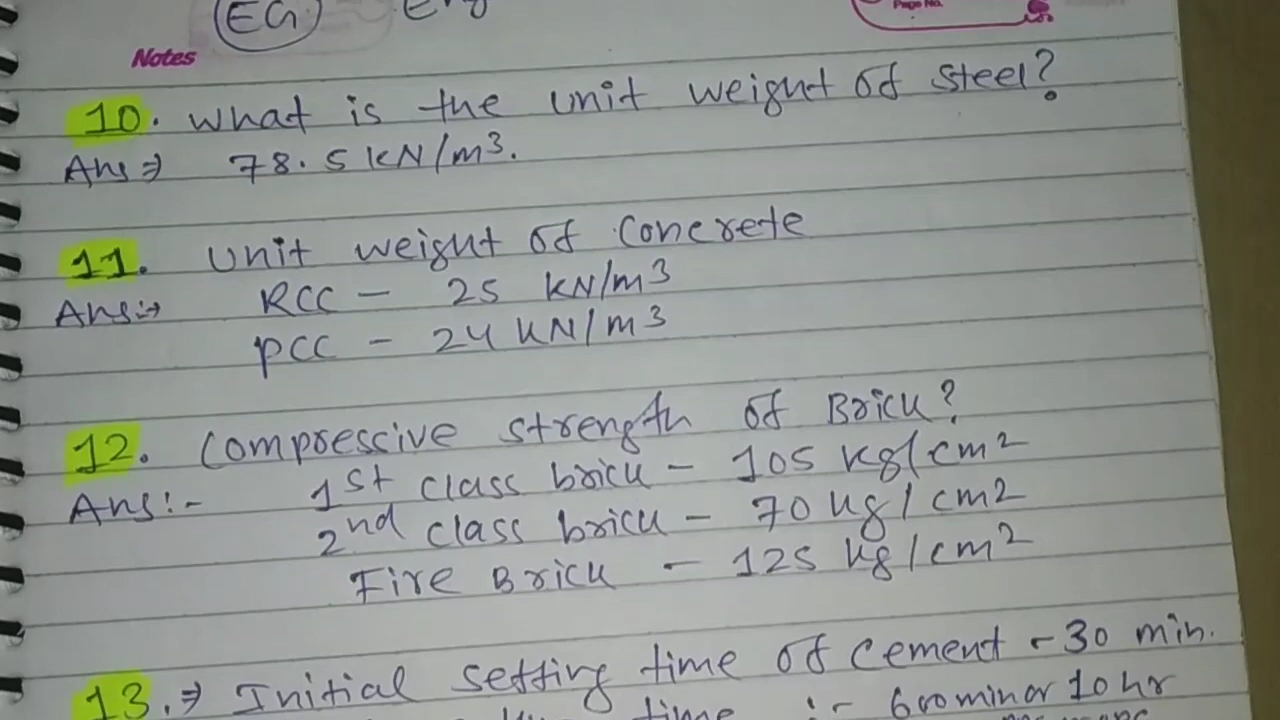 EG
Page No.
Notes
10. What is the unit weight of steel?
Ans ⇒ 78.5 kN/m³.
11. Unit weight of Concrete
Ans:→ RCC - 25 kN/m³
PCC - 24 kN/m³
12. Compressive strength of Brick?
Ans:- 1st class brick - 105 kg/cm²
2nd class brick - 70 kg/cm2
Fire Brick - 125 kg/cm²
13. ⇒ Initial setting time of cement - 30 min.
time :- 600 min or 10 hr